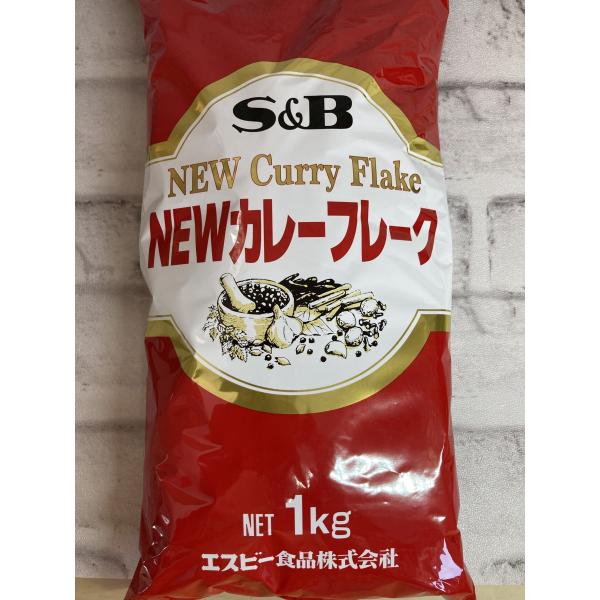 S&B
NEW Curry Flake
NEWカレーフレーク
NET 1kg
エスビー食品株式会社